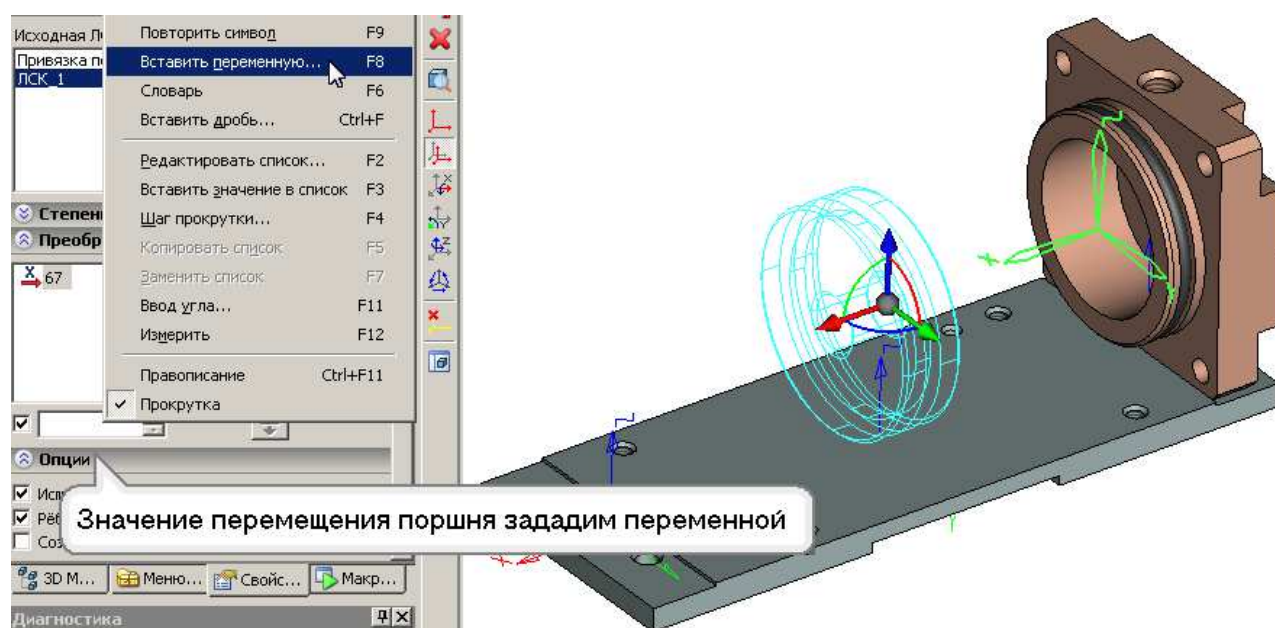 Исходная Л
Привязка п
ЛСК_1
Степен
Преобр
67
Повторить символ F9
Вставить переменную... F8
Словарь F6
Вставить дробь... Ctrl+F
Редактировать список... F2
Вставить значение в список F3
Шаг прокрутки... F4
Копировать список F5
Заменить список F7
Ввод угла... F11
Измерить F12
Правописание Ctrl+F11
Прокрутка
Опции
Исп
Рёб
Соз
Значение перемещения поршня зададим переменной
3D М... Меню... Свойс... Макр...
Диагностика
X
Z